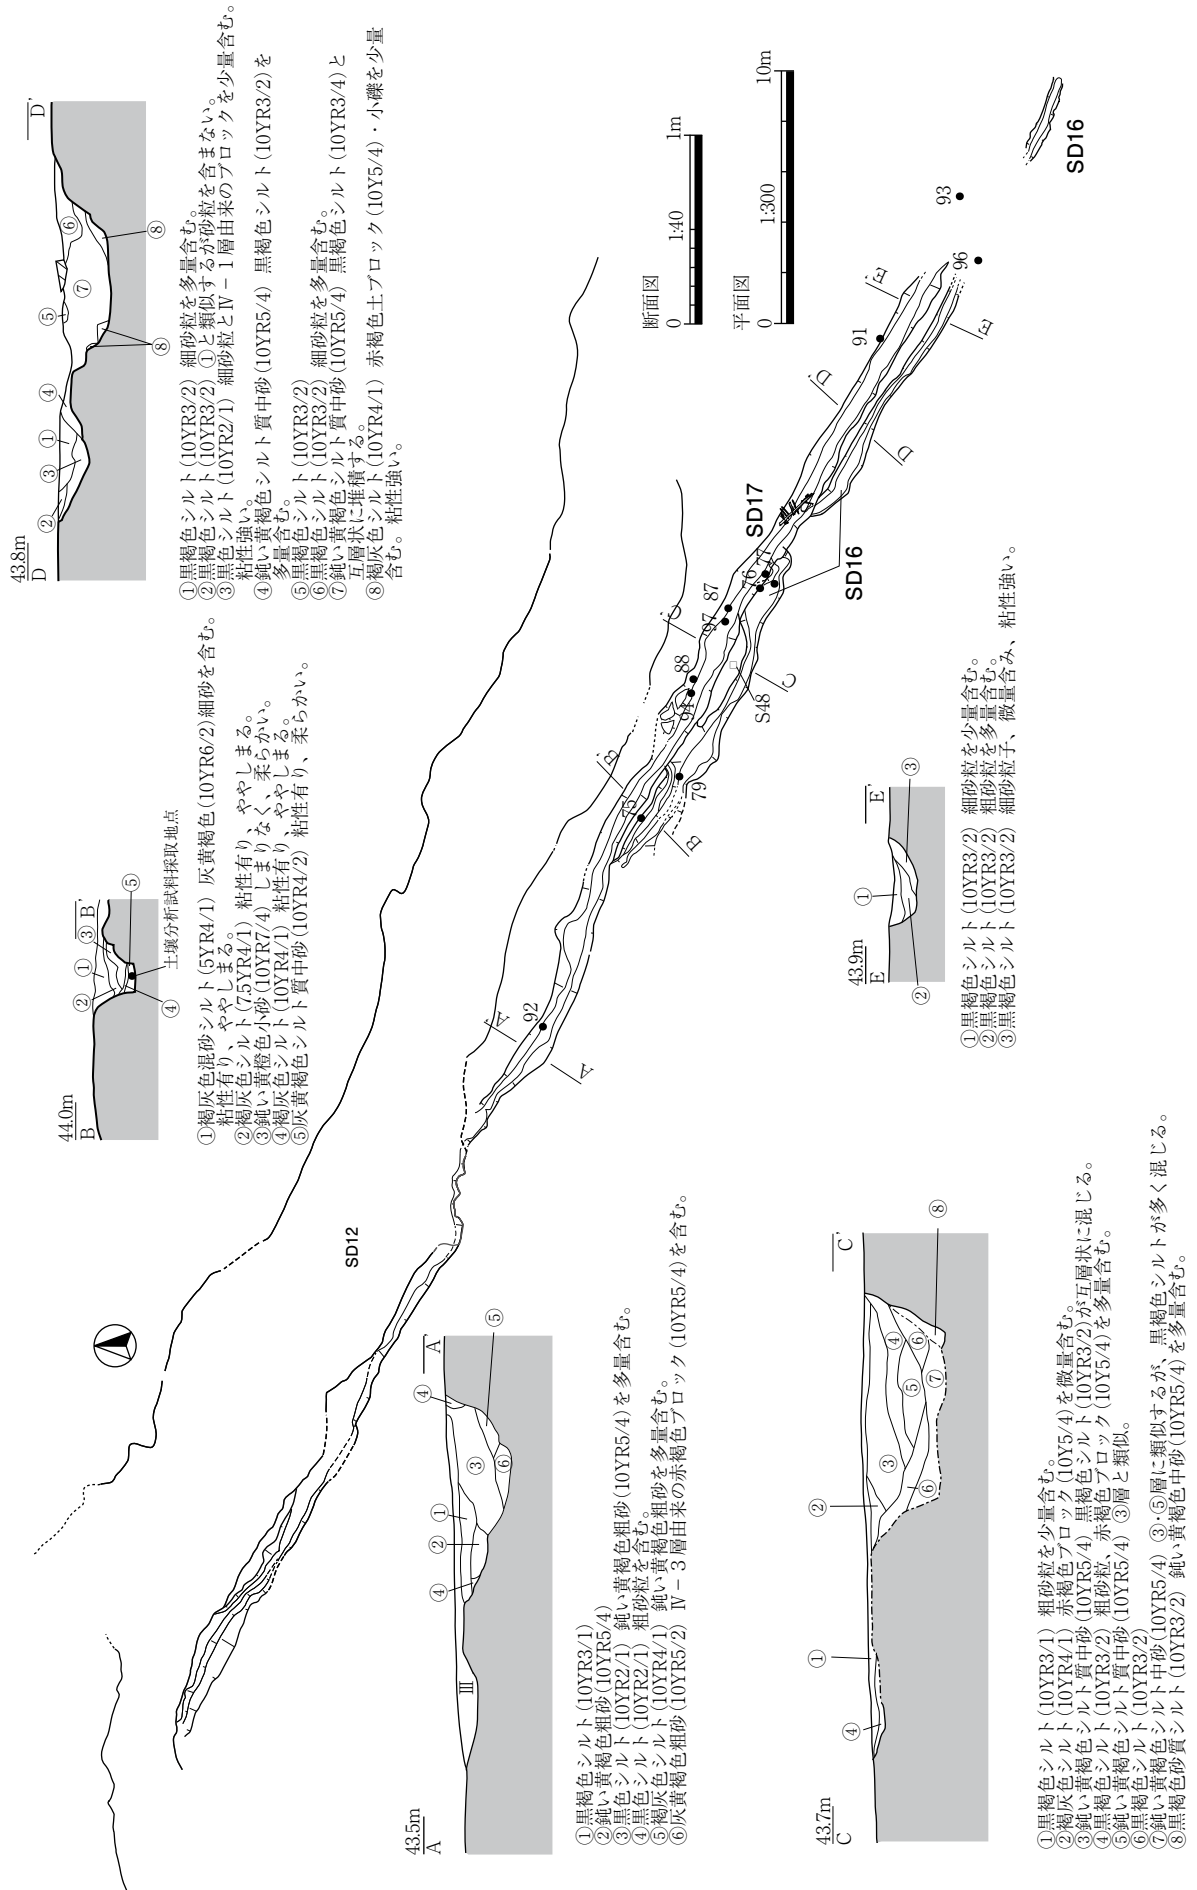 43.8m
D
D'
②
③
①
④
⑤
⑥
⑦
⑧
⑧
①黒褐色シルト(10YR3/2) 細砂粒を多量含む。
②黒褐色シルト(10YR3/2) ①と類似するが砂粒を含まない。
③黒色シルト(10YR2/1) 細砂粒とⅣ－1層由来のブロックを少量含む。
粘性強い。
④鈍い黄褐色シルト質中砂(10YR5/4) 黒褐色シルト(10YR3/2)を
多量含む。
⑤黒褐色シルト(10YR3/2)
⑥黒褐色シルト(10YR3/2) 細砂粒を多量含む。
⑦鈍い黄褐色シルト質中砂(10YR5/4) 黒褐色シルト(10YR3/4)と
互層状に堆積する。
⑧褐灰色シルト(10YR4/1) 赤褐色土ブロック(10Y5/4)・小礫を少量
含む。粘性強い。
44.0m
B
B'
②
①
③
④
⑤
土壌分析試料採取地点
①褐灰色混砂シルト(5YR4/1) 灰黄褐色(10YR6/2)細砂を含む。
粘性有り、ややしまる。
②褐灰色シルト(7.5YR4/1) 粘性有り、ややしまる。
③鈍い黄橙色小砂(10YR7/4) しまりなく、柔らかい。
④褐灰色シルト(10YR4/1) 粘性有り、ややしまる。
⑤灰黄褐色シルト質中砂(10YR4/2) 粘性有り、柔らかい。
断面図
0
1:40
1m
平面図
0
1:300
10m
SD12
SD17
SD16
SD16
S48
A
A'
B
B'
C
C'
D
D'
E
E'
92
75
79
94
88
97
87
76
77
91
96
93
43.5m
A
A'
Ⅲ
④
②
①
③
⑥
④
⑤
①黒褐色シルト(10YR3/1)
②鈍い黄褐色粗砂(10YR5/4)
③黒色シルト(10YR2/1) 鈍い黄褐色粗砂(10YR5/4)を多量含む。
④黒色シルト(10YR2/1) 粗砂粒を含む。
⑤褐灰色シルト(10YR4/1) 鈍い黄褐色粗砂を多量含む。
⑥灰黄褐色粗砂(10YR5/2) Ⅳ－3層由来の赤褐色ブロック(10YR5/4)を含む。
43.9m
E
E'
①
②
③
①黒褐色シルト(10YR3/2) 細砂粒を少量含む。
②黒褐色シルト(10YR3/2) 粗砂粒を多量含む。
③黒褐色シルト(10YR3/2) 細砂粒子、微量含み、粘性強い。
43.7m
C
C'
④
①
②
③
⑥
④
⑤
⑥
⑦
⑧
①黒褐色シルト(10YR3/1) 粗砂粒を少量含む。
②褐灰色シルト(10YR4/1) 赤褐色ブロック(10Y5/4)を微量含む。
③鈍い黄褐色シルト質中砂(10YR5/4) 黒褐色シルト(10YR3/2)が互層状に混じる。
④黒褐色シルト(10YR3/2) 粗砂粒、赤褐色ブロック(10Y5/4)を多量含む。
⑤鈍い黄褐色シルト質中砂(10YR5/4) ③層と類似。
⑥黒褐色シルト(10YR3/2)
⑦鈍い黄褐色シルト中砂(10YR5/4) ③・⑤層に類似するが、黒褐色シルトが多く混じる。
⑧黒褐色砂質シルト(10YR3/2) 鈍い黄褐色中砂(10YR5/4)を多量含む。